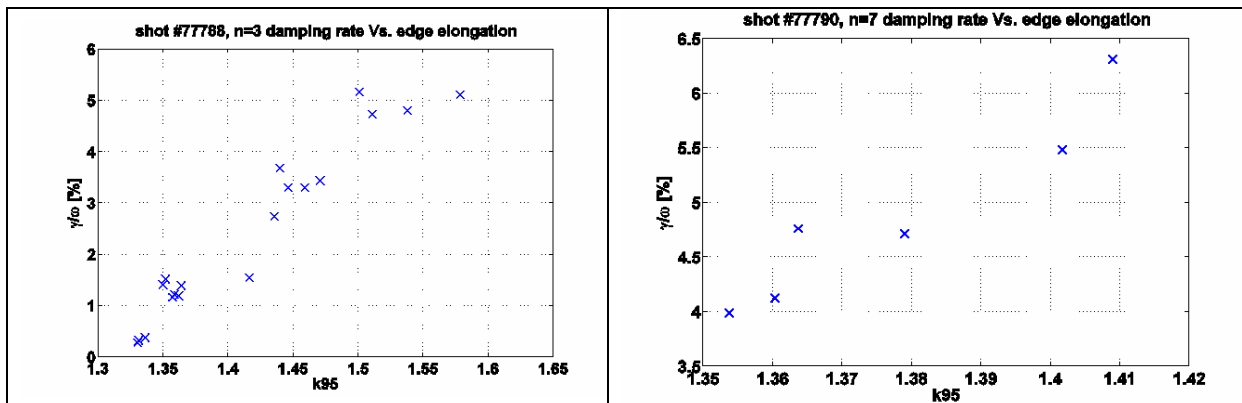 shot #77788, n=3 damping rate Vs. edge elongation
6
5
4
3
2
1
0
γ/ω [%]
1.3 1.35 1.4 1.45 1.5 1.55 1.6 1.65
k95
shot #77790, n=7 damping rate Vs. edge elongation
6.5
6
5.5
5
4.5
4
3.5
γ/ω [%]
1.35 1.36 1.37 1.38 1.39 1.4 1.41 1.42
k95